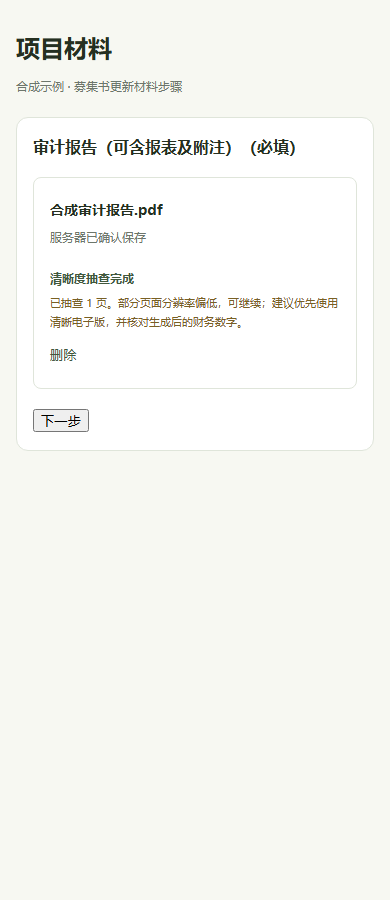 项目材料
合成示例 · 募集书更新材料步骤
审计报告（可含报表及附注）（必填）
合成审计报告.pdf
服务器已确认保存
清晰度抽查完成
已抽查 1 页。部分页面分辨率偏低，可继续；建议优先使用
清晰电子版，并核对生成后的财务数字。
删除
下一步